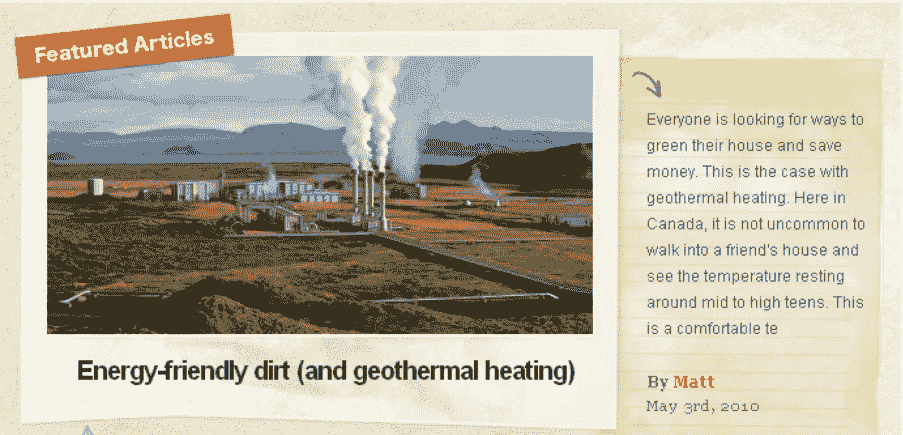 Featured Articles
Energy-friendly dirt (and geothermal heating)
Everyone is looking for ways to
green their house and save
money. This is the case with
geothermal heating. Here in
Canada, it is not uncommon to
walk into a friend's house and
see the temperature resting
around mid to high teens. This
is a comfortable te
By Matt
May 3rd, 2010